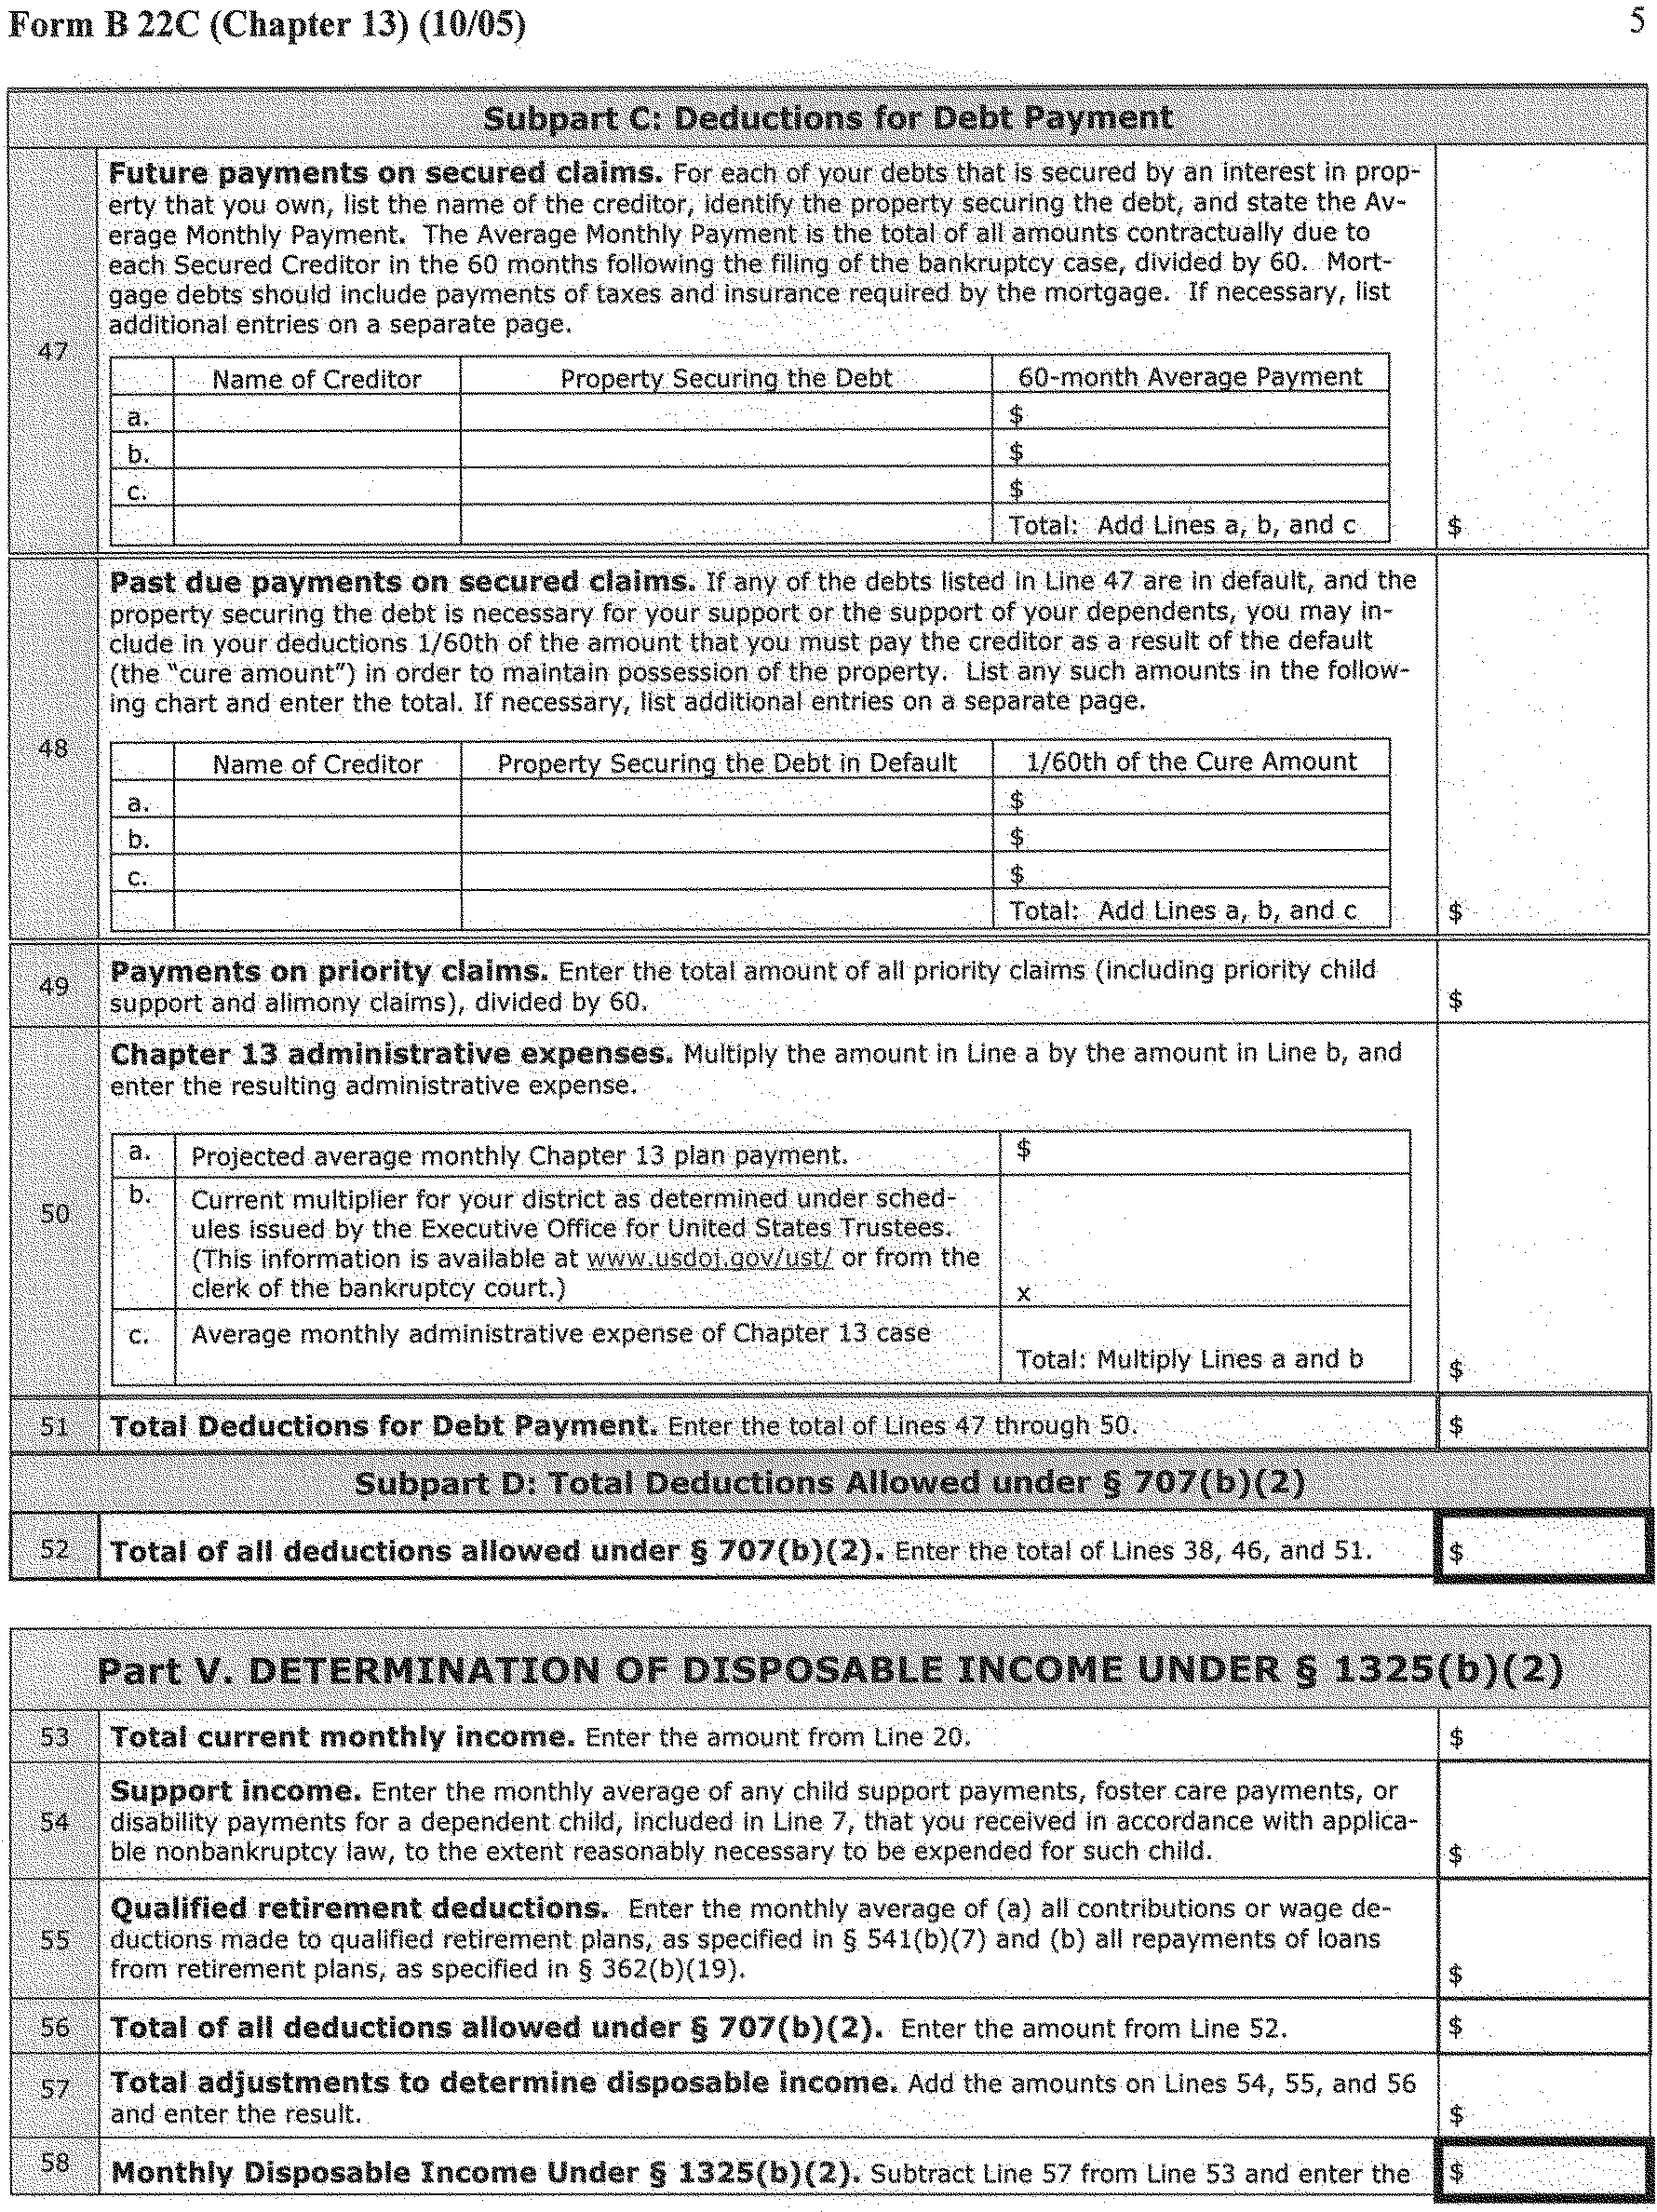 Form B 22C (Chapter 13) (10/05)
5
Subpart C: Deductions for Debt Payment
47
Future payments on secured claims. For each of your debts that is secured by an interest in prop-
erty that you own, list the name of the creditor, identify the property securing the debt, and state the Av-
erage Monthly Payment. The Average Monthly Payment is the total of all amounts contractually due to
each Secured Creditor in the 60 months following the filing of the bankruptcy case, divided by 60. Mort-
gage debts should include payments of taxes and insurance required by the mortgage. If necessary, list
additional entries on a separate page.
Name of Creditor Property Securing the Debt 60-month Average Payment
a. $
b. $
c. $
Total: Add Lines a, b, and c $
48
Past due payments on secured claims. If any of the debts listed in Line 47 are in default, and the
property securing the debt is necessary for your support or the support of your dependents, you may in-
clude in your deductions 1/60th of the amount that you must pay the creditor as a result of the default
(the "cure amount") in order to maintain possession of the property. List any such amounts in the follow-
ing chart and enter the total. If necessary, list additional entries on a separate page.
Name of Creditor Property Securing the Debt in Default 1/60th of the Cure Amount
a. $
b. $
c. $
Total: Add Lines a, b, and c $
49
Payments on priority claims. Enter the total amount of all priority claims (including priority child
support and alimony claims), divided by 60. $
50
Chapter 13 administrative expenses. Multiply the amount in Line a by the amount in Line b, and
enter the resulting administrative expense.
a. Projected average monthly Chapter 13 plan payment. $
b. Current multiplier for your district as determined under sched-
ules issued by the Executive Office for United States Trustees.
(This information is available at www.usdoj.gov/ust/ or from the
clerk of the bankruptcy court.) x
c. Average monthly administrative expense of Chapter 13 case
Total: Multiply Lines a and b $
51 Total Deductions for Debt Payment. Enter the total of Lines 47 through 50. $
Subpart D: Total Deductions Allowed under § 707(b)(2)
52 Total of all deductions allowed under § 707(b)(2). Enter the total of Lines 38, 46, and 51. $
Part V. DETERMINATION OF DISPOSABLE INCOME UNDER § 1325(b)(2)
53 Total current monthly income. Enter the amount from Line 20. $
54
Support income. Enter the monthly average of any child support payments, foster care payments, or
disability payments for a dependent child, included in Line 7, that you received in accordance with applica-
ble nonbankruptcy law, to the extent reasonably necessary to be expended for such child. $
55
Qualified retirement deductions. Enter the monthly average of (a) all contributions or wage de-
ductions made to qualified retirement plans, as specified in § 541(b)(7) and (b) all repayments of loans
from retirement plans, as specified in § 362(b)(19). $
56 Total of all deductions allowed under § 707(b)(2). Enter the amount from Line 52. $
57
Total adjustments to determine disposable income. Add the amounts on Lines 54, 55, and 56
and enter the result. $
58 Monthly Disposable Income Under § 1325(b)(2). Subtract Line 57 from Line 53 and enter the $